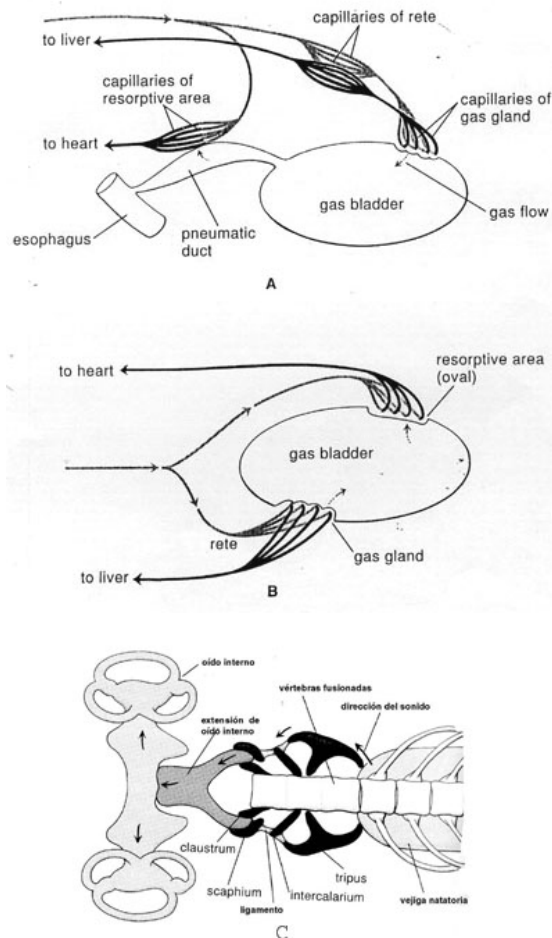 to liver
capillaries of
rete
capillaries of
resorptive area
capillaries of
gas gland
to heart
gas bladder
gas flow
esophagus
pneumatic
duct
A
to heart
resorptive area
(oval)
gas bladder
rete
gas gland
to liver
B
oído interno
vértebras fusionadas
dirección del sonido
extensión de
oído interno
claustrum
scaphium
ligamento
intercalarium
tripus
vejiga natatoria
C